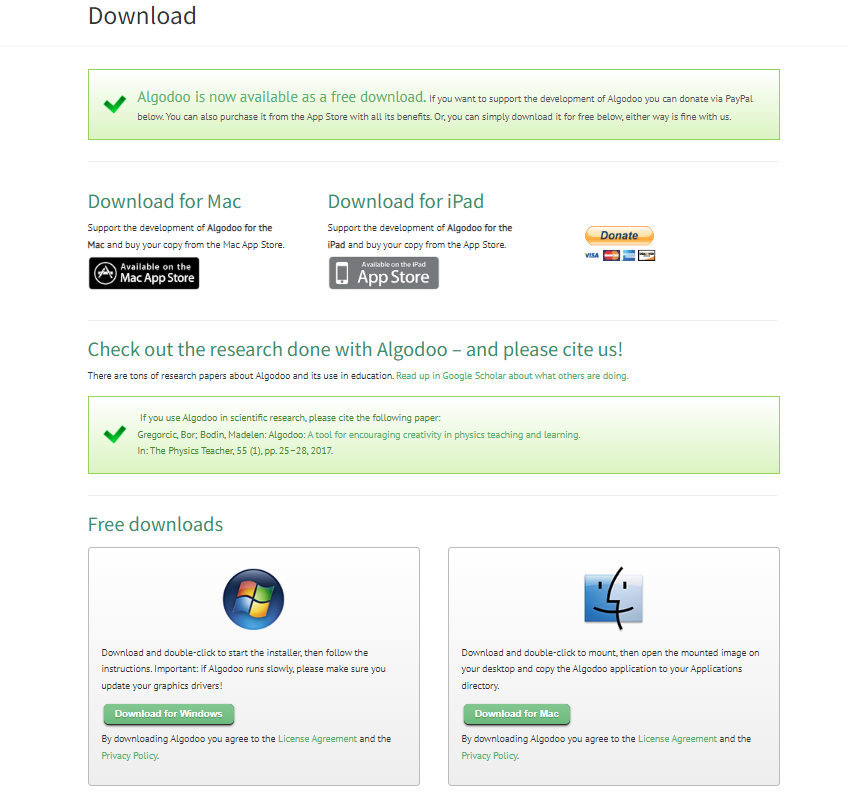 Download
Algodoo is now available as a free download. If you want to support the development of Algodoo you can donate via PayPal
below. You can also purchase it from the App Store with all its benefits. Or, you can simply download it for free below, either way is fine with us.
Download for Mac
Support the development of Algodoo for the
Mac and buy your copy from the Mac App Store.
Available on the
Mac App Store
Download for iPad
Support the development of Algodoo for the
iPad and buy your copy from the App Store.
Available on the iPad
App Store
Donate
VISA
Check out the research done with Algodoo – and please cite us!
There are tons of research papers about Algodoo and its use in education. Read up in Google Scholar about what others are doing.
If you use Algodoo in scientific research, please cite the following paper:
Gregorcic, Bor; Bodin, Madelen: Algodoo: A tool for encouraging creativity in physics teaching and learning.
In: The Physics Teacher, 55 (1), pp. 25–28, 2017.
Free downloads
Download and double-click to start the installer, then follow the
instructions. Important: if Algodoo runs slowly, please make sure you
update your graphics drivers!
Download for Windows
By downloading Algodoo you agree to the License Agreement and the
Privacy Policy.
Download and double-click to mount, then open the mounted image on
your desktop and copy the Algodoo application to your Applications
directory.
Download for Mac
By downloading Algodoo you agree to the License Agreement and the
Privacy Policy.